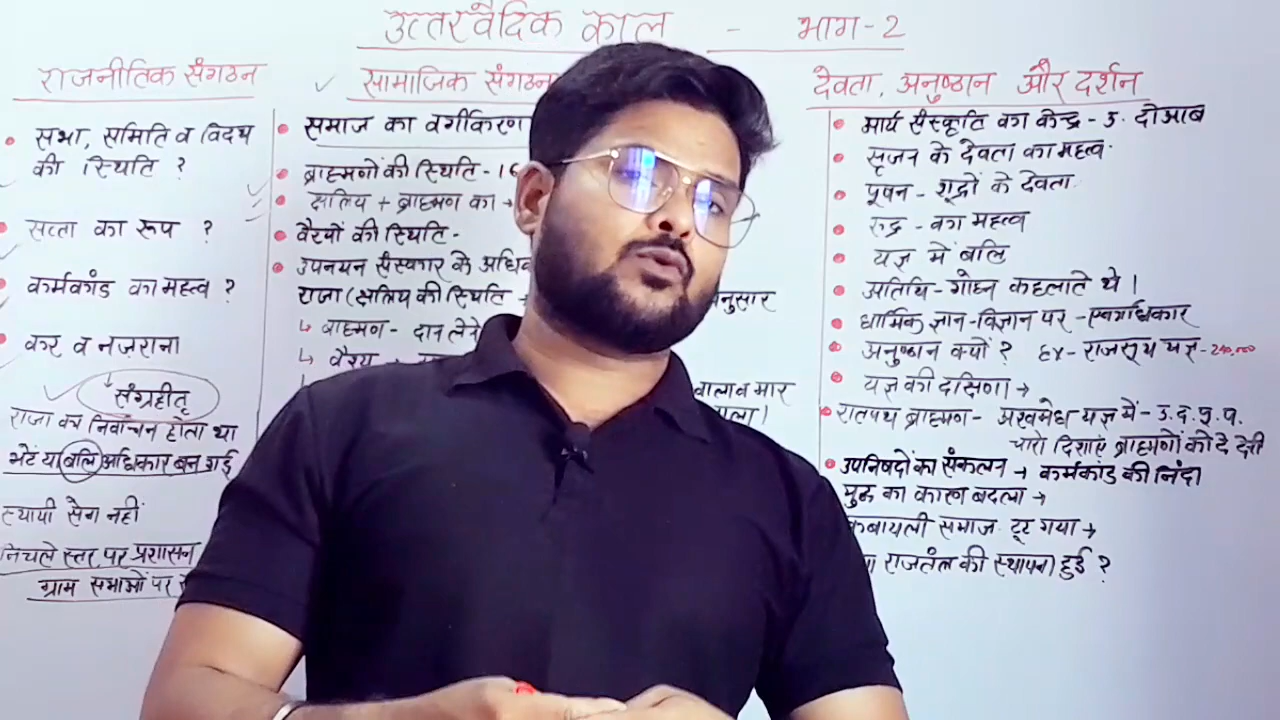 उत्तरवैदिक काल - भाग-2
राजनीतिक संगठन
सभा, समिति व विदथ
की स्थिति ?
सत्ता का रूप ?
कर्मकांड का महत्व ?
कर व नज़राना
संग्रहीतृ
राजा का निर्वाचन होता था
भेंट या बलि अधिकार बन गई
स्थायी सेना नहीं
निचले स्तर पर प्रशासन
ग्राम सभाओं पर
सामाजिक संगठन
समाज का वर्गीकरण
ब्राह्मणों की स्थिति - 16
क्षत्रिय + ब्राह्मण का →
वैश्यों की स्थिति -
उपनयन संस्कार के
राजा (क्षत्रिय की स्थिति → नुसार
ब्राह्मण - दान लेने
वैश्य
वाला व मार
देवता, अनुष्ठान और दर्शन
आर्य संस्कृति का केन्द्र - उ. दोआब
सृजन के देवता का महत्व
पूषन - शूद्रों के देवता
रुद्र - का महत्व
यज्ञ में बलि
अतिथि - गोघ्न कहलाते थे ।
धार्मिक ज्ञान-विज्ञान पर - एकाधिकार
अनुष्ठान क्यों ? Ex - राजसूय यज्ञ - 240,000
यज्ञ की दक्षिणा →
शतपथ ब्राह्मण - अश्वमेध यज्ञ में - उ. द. पू. प.
चारो दिशाएं ब्राह्मणों को दे देनी
उपनिषदों का संकलन → कर्मकांड की निंदा
युद्ध का कारण बदला →
कबायली समाज टूट गया →
राजतंत्र की स्थापना हुई ?